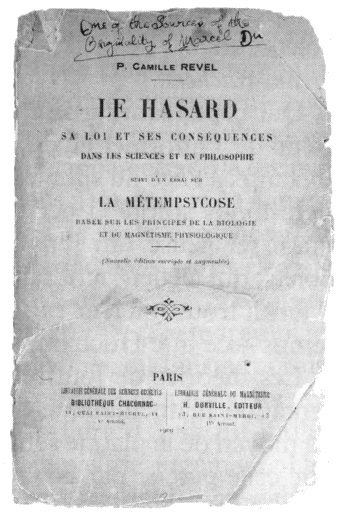 One of the Sources of the
Originality of Marcel Du
P. CAMILLE REVEL
LE HASARD
SA LOI ET SES CONSÉQUENCES
DANS LES SCIENCES ET EN PHILOSOPHIE
SUIVI D'UN ESSAI SUR
LA MÉTEMPSYCOSE
BASÉE SUR LES PRINCIPES DE LA BIOLOGIE
ET DU MAGNÉTISME PHYSIOLOGIQUE
(Nouvelle édition corrigée et augmentée)
PARIS
LIBRAIRIE GÉNÉRALE DES SCIENCES OCCULTES
BIBLIOTHÈQUE CHACORNAC
11, QUAI SAINT-MICHEL, 11
LIBRAIRIE GÉNÉRALE DU MAGNÉTISME
H. DURVILLE, ÉDITEUR
23, RUE SAINT-MERRI, 23
1909